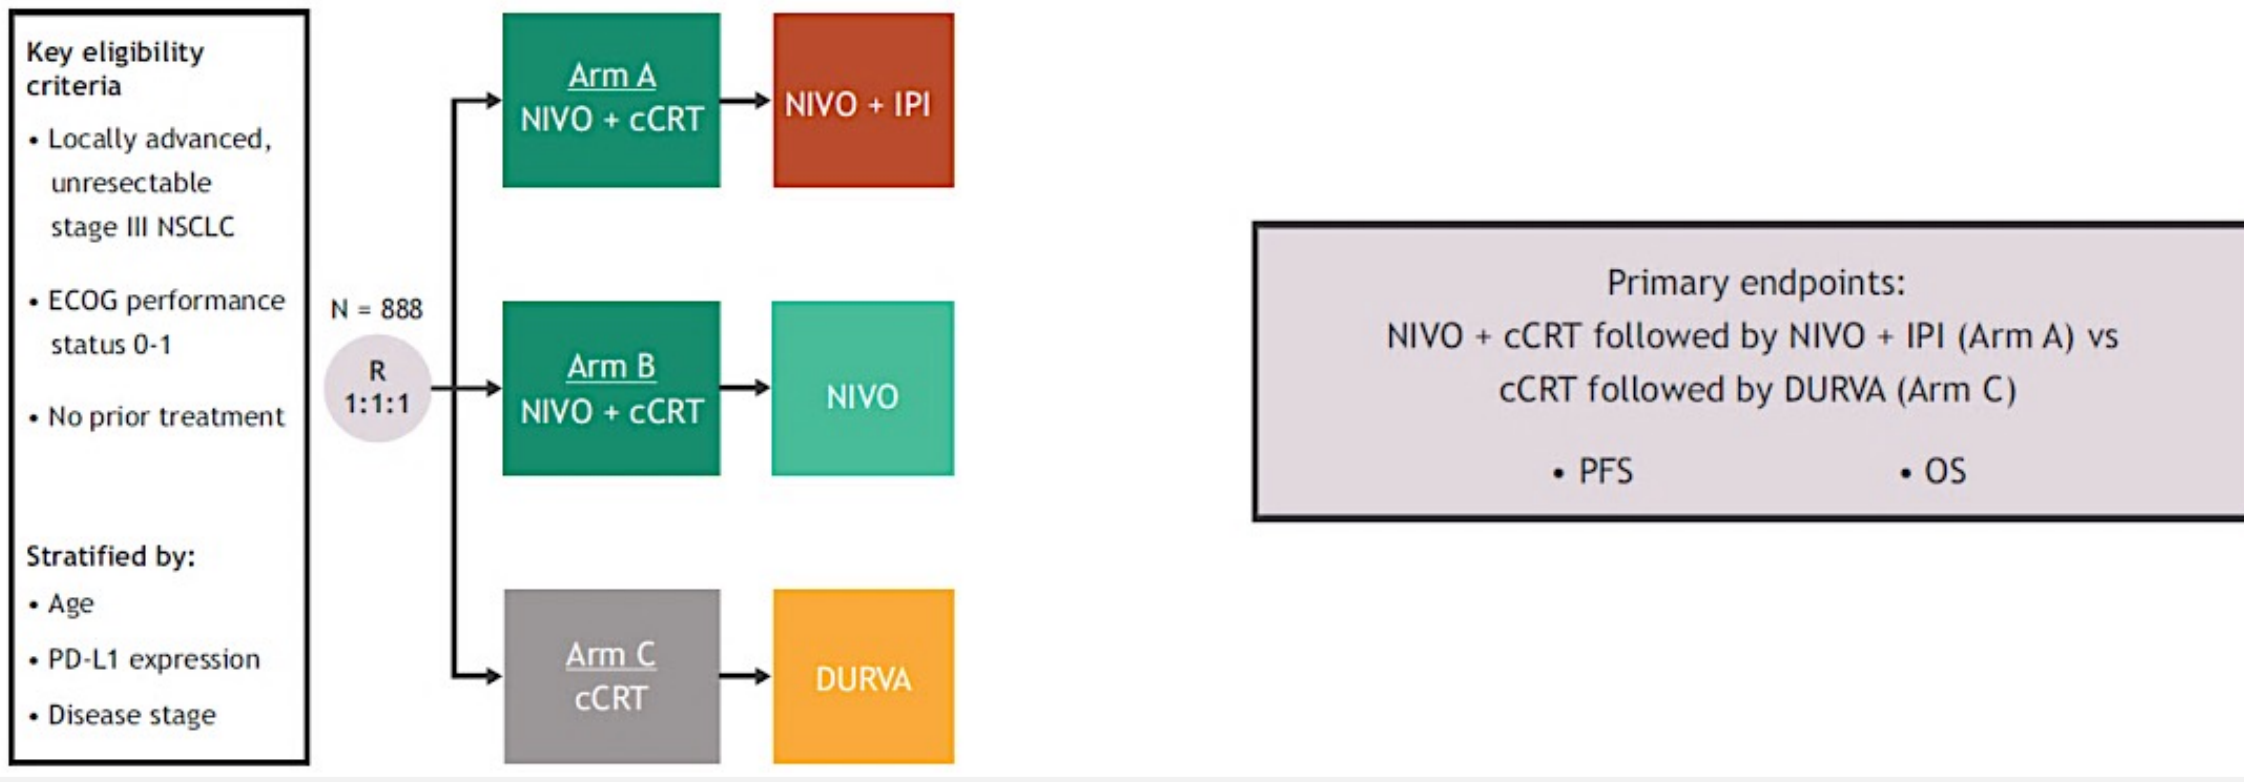 Key eligibility
criteria
• Locally advanced,
unresectable
stage III NSCLC
• ECOG performance
status 0-1
• No prior treatment
Stratified by:
• Age
• PD-L1 expression
• Disease stage
N = 888
R
1:1:1
Arm A
NIVO + cCRT
NIVO + IPI
Arm B
NIVO + cCRT
NIVO
Arm C
cCRT
DURVA
Primary endpoints:
NIVO + cCRT followed by NIVO + IPI (Arm A) vs
cCRT followed by DURVA (Arm C)
• PFS • OS